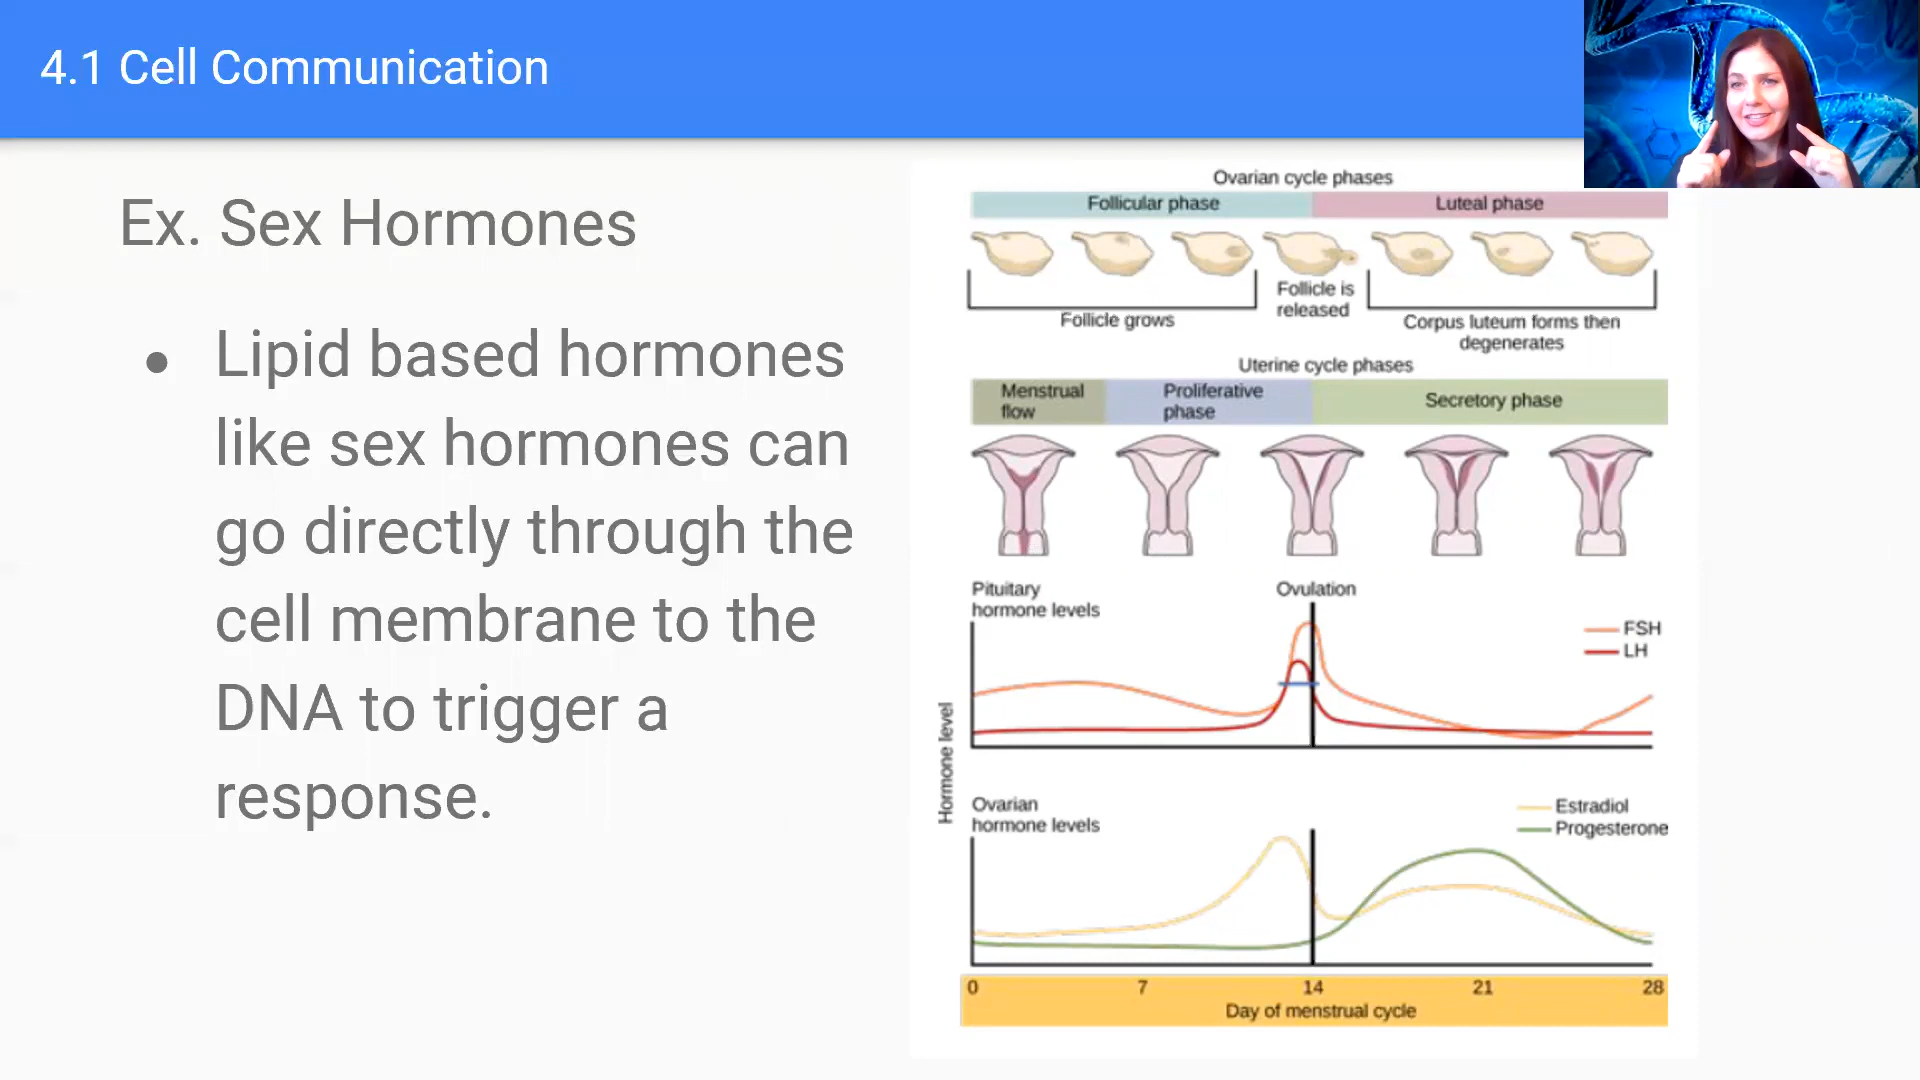 4.1 Cell Communication
Ex. Sex Hormones
● Lipid based hormones
like sex hormones can
go directly through the
cell membrane to the
DNA to trigger a
response.
Ovarian cycle phases
Follicular phase
Luteal phase
Follicle grows
Follicle is
released
Corpus luteum forms then
degenerates
Uterine cycle phases
Menstrual
flow
Proliferative
phase
Secretory phase
Pituitary
hormone levels
Ovulation
FSH
LH
Hormone level
Ovarian
hormone levels
Estradiol
Progesterone
0 7 14 21 28
Day of menstrual cycle